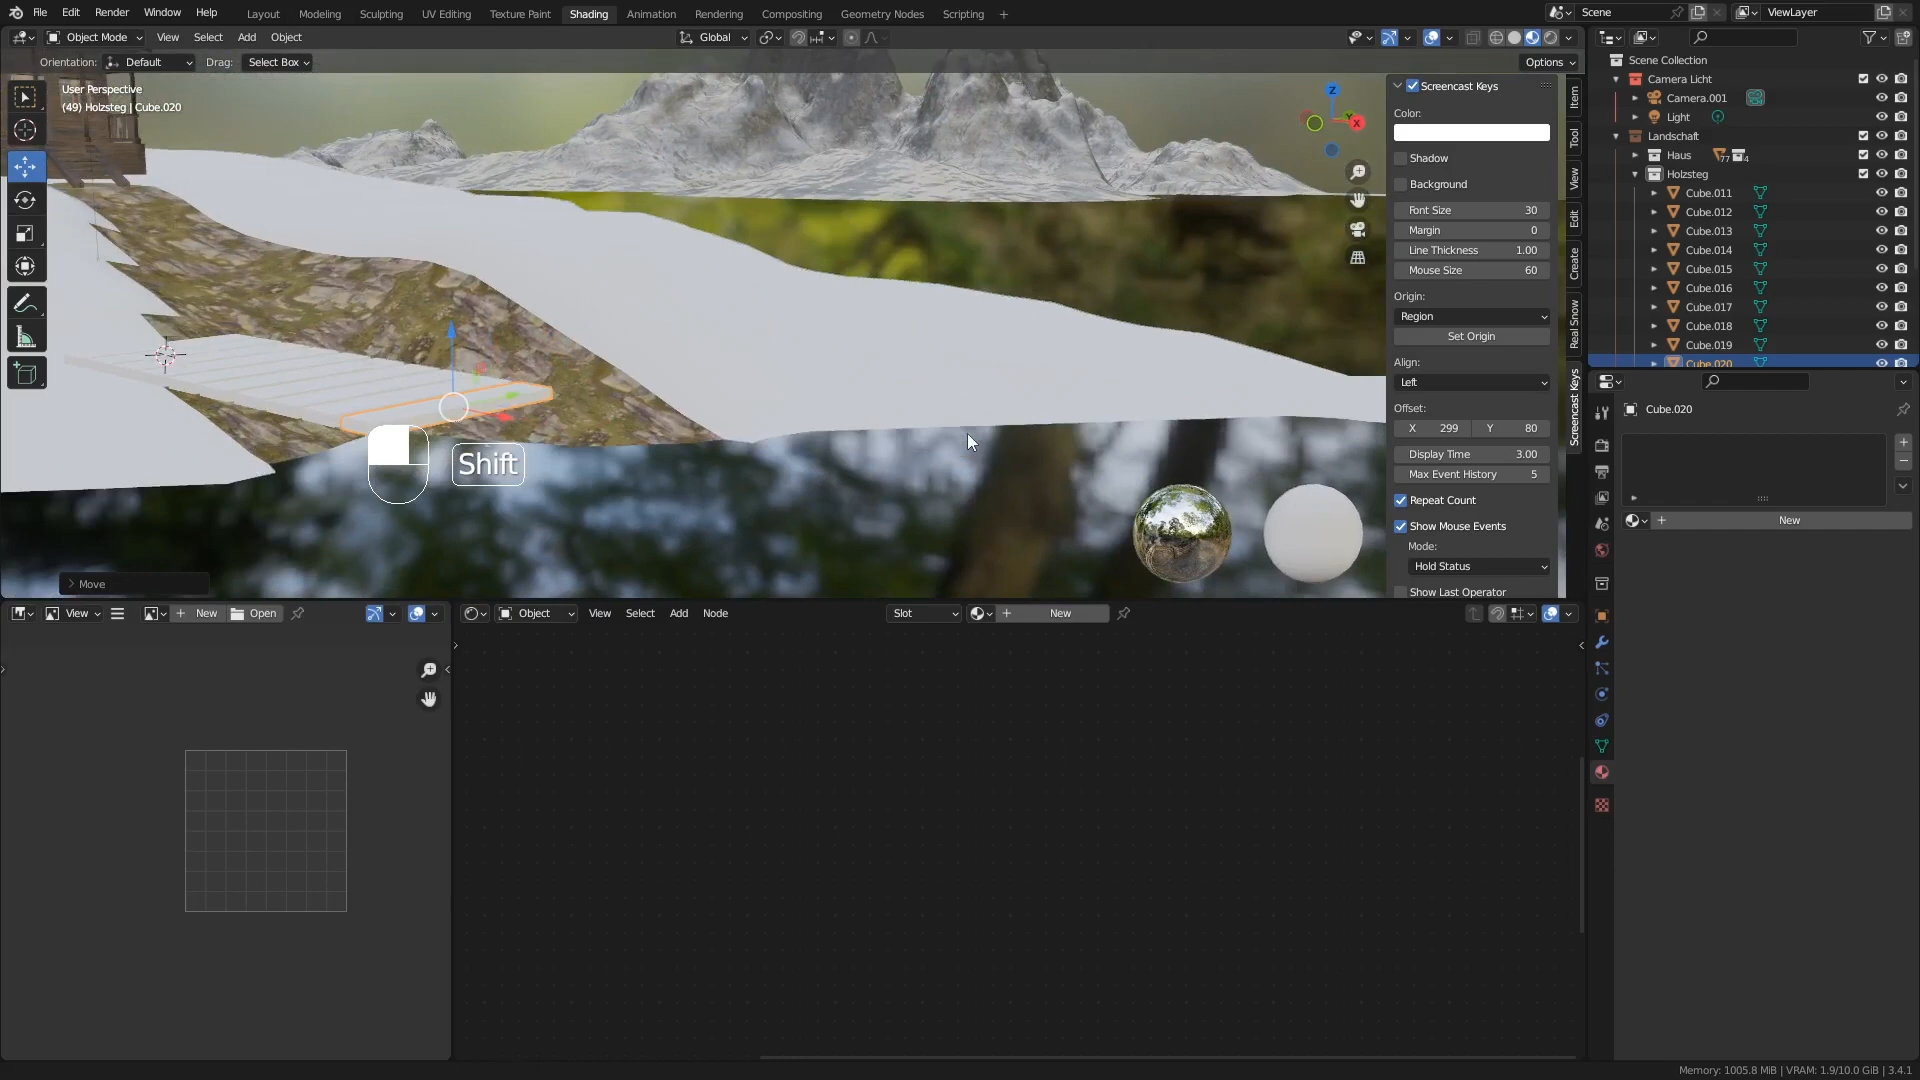 File Edit Render Window Help Layout Modeling Sculpting UV Editing Texture Paint Shading Animation Rendering Compositing Geometry Nodes Scripting + Scene ViewLayer
Object Mode View Select Add Object Global
Orientation: Default Drag: Select Box Options
User Perspective
(49) Holzsteg | Cube.020
Z
Y
X
Screencast Keys
Color:
Shadow
Background
Font Size 30
Margin 0
Line Thickness 1.00
Mouse Size 60
Origin:
Region
Set Origin
Align:
Left
Offset:
X 299 Y 80
Display Time 3.00
Max Event History 5
Repeat Count
Show Mouse Events
Mode:
Hold Status
Show Last Operator
Item
Tool
View
Edit
Create
Real Snow
Screencast Keys
Shift
Move
Scene Collection
Camera Licht
Camera.001
Light
Landschaft
Haus 77 4
Holzsteg
Cube.011
Cube.012
Cube.013
Cube.014
Cube.015
Cube.016
Cube.017
Cube.018
Cube.019
Cube.020
Cube.020
+
−
+ New
View + New Open
Object View Select Add Node Slot + New
Memory: 1005.8 MiB | VRAM: 1.9/10.0 GiB | 3.4.1